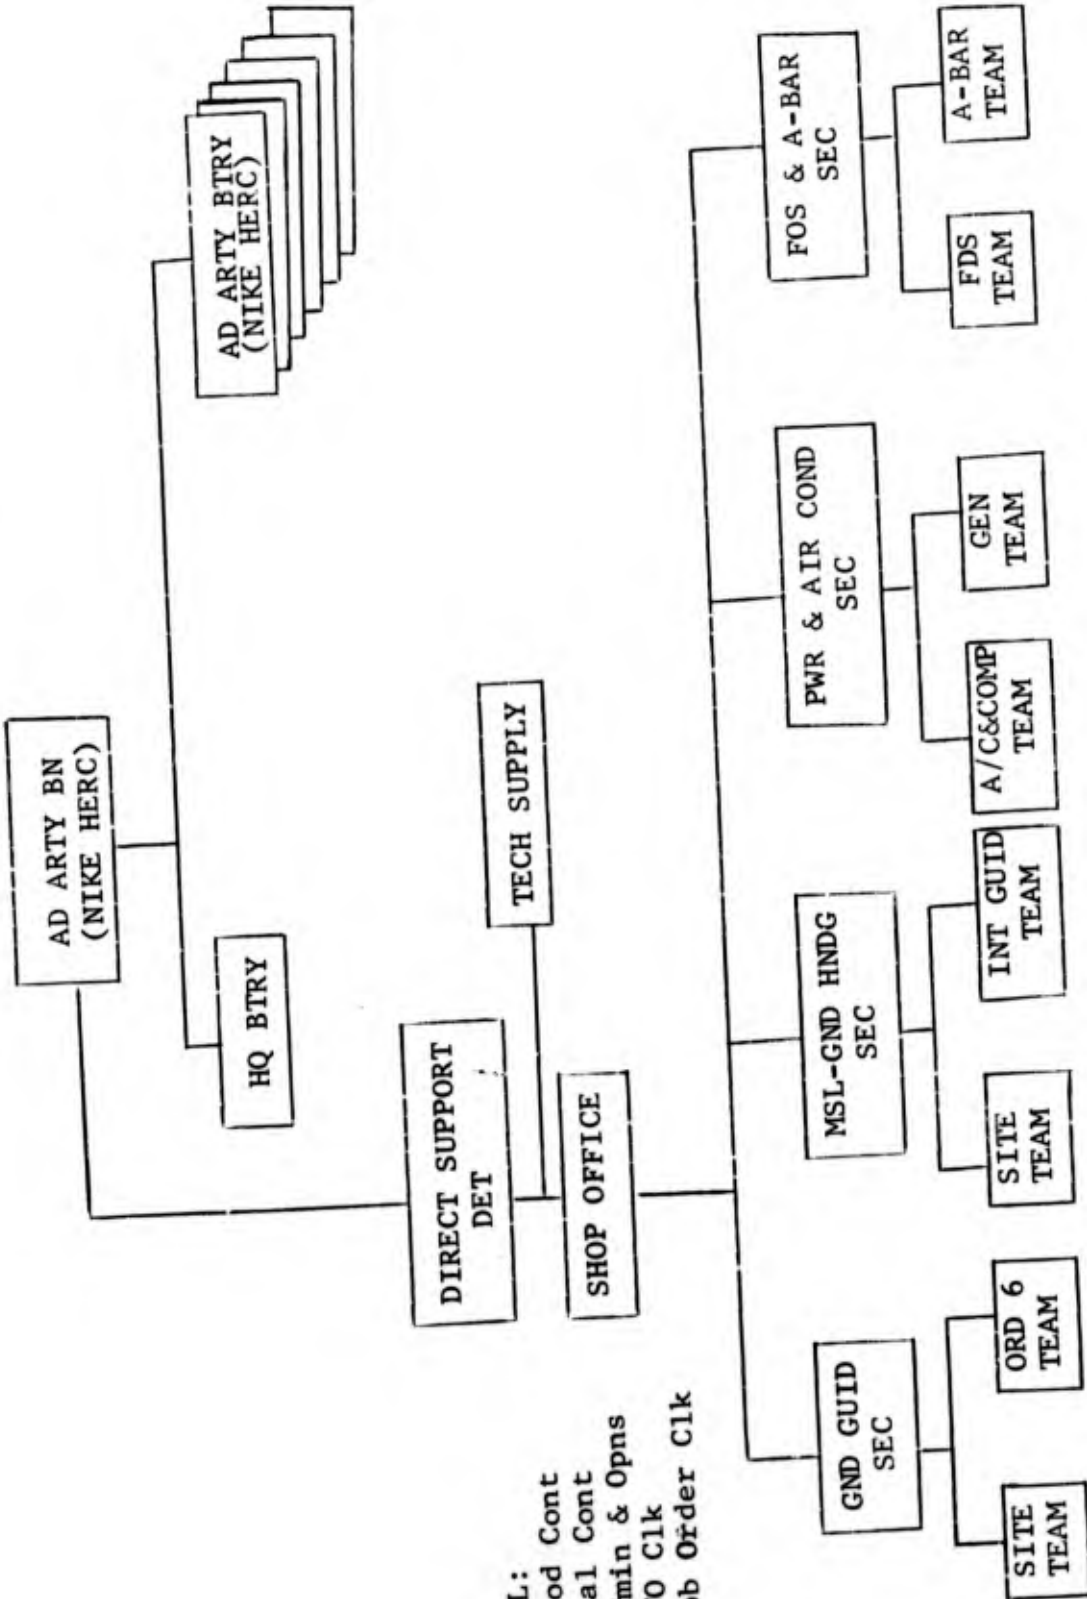 AD ARTY BN
(NIKE HERC)
HQ BTRY
AD ARTY BTRY
(NIKE HERC)
DIRECT SUPPORT
DET
TECH SUPPLY
SHOP OFFICE
L:
od Cont
al Cont
min & Opns
O Clk
b Order Clk
GND GUID
SEC
MSL-GND HNDG
SEC
PWR & AIR COND
SEC
FOS & A-BAR
SEC
SITE
TEAM
ORD 6
TEAM
SITE
TEAM
INT GUID
TEAM
A/C&COMP
TEAM
GEN
TEAM
FDS
TEAM
A-BAR
TEAM